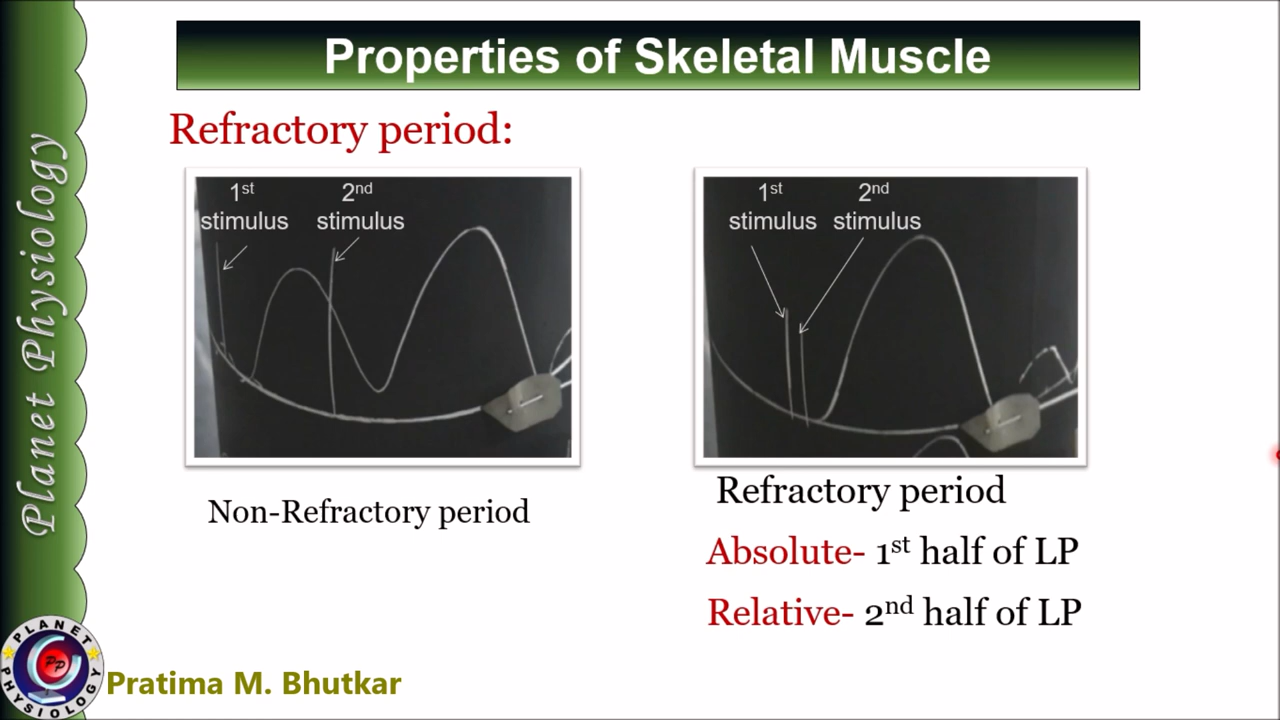 Properties of Skeletal Muscle
Refractory period:
1st stimulus
2nd stimulus
1st stimulus
2nd stimulus
Non-Refractory period
Refractory period
Absolute- 1st half of LP
Relative- 2nd half of LP
Planet Physiology
PLANET PHYSIOLOGY
PP
Pratima M. Bhutkar